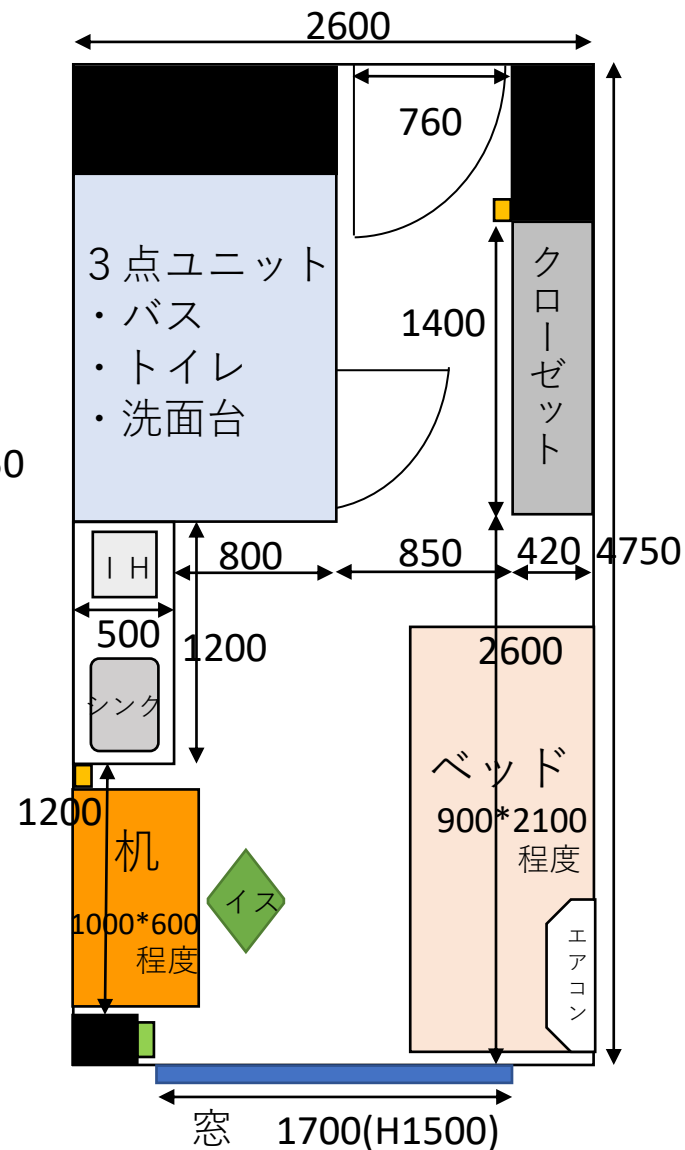 2600
760
３点ユニット
・バス
・トイレ
・洗面台
クローゼット
1400
0
ＩＨ
800
850
420
4750
500
1200
2600
シンク
ベッド
900*2100
程度
1200
机
イス
1000*600
程度
エアコン
窓
1700(H1500)